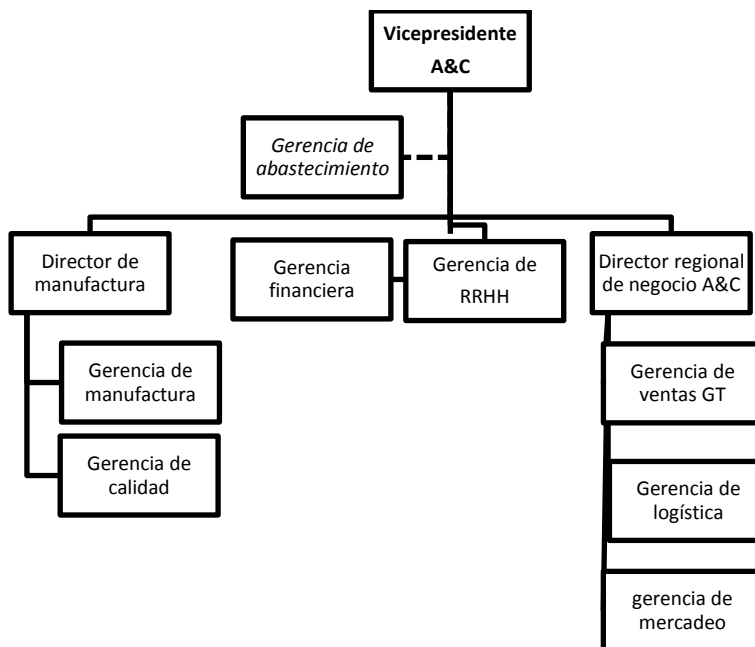 Vicepresidente
A&C
Gerencia de
abastecimiento
Director de
manufactura
Gerencia
financiera
Gerencia de
RRHH
Director regional
de negocio A&C
Gerencia de
manufactura
Gerencia de
calidad
Gerencia de
ventas GT
Gerencia de
logística
gerencia de
mercadeo